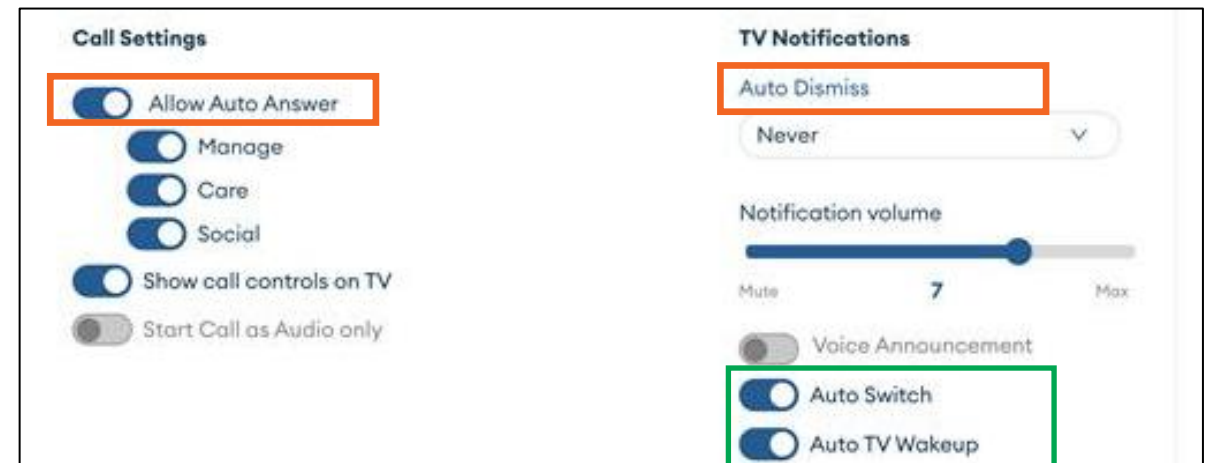 Call Settings
Allow Auto Answer
Manage
Care
Social
Show call controls on TV
Start Call as Audio only
TV Notifications
Auto Dismiss
Never
Notification volume
Mute 7 Max
Voice Announcement
Auto Switch
Auto TV Wakeup